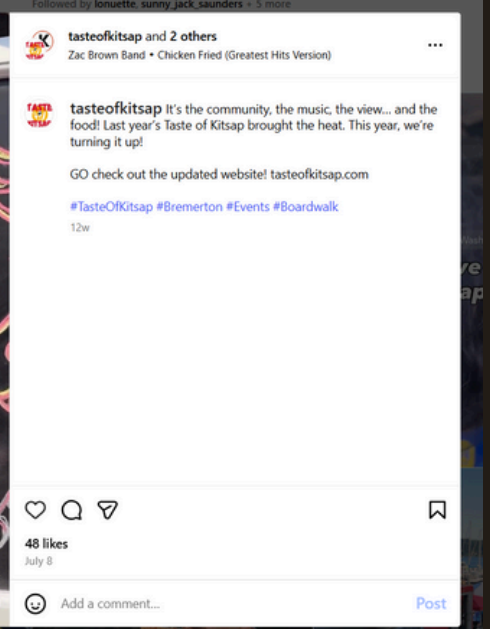 Followed by lonuette, sunny_jack_saunders + 5 more
tasteofkitsap and 2 others
Zac Brown Band • Chicken Fried (Greatest Hits Version)
TASTE
KITSAP
tasteofkitsap It's the community, the music, the view... and the
food! Last year's Taste of Kitsap brought the heat. This year, we're
turning it up!
GO check out the updated website! tasteofkitsap.com
#TasteOfKitsap #Bremerton #Events #Boardwalk
12w
48 likes
July 8
Add a comment...
Post